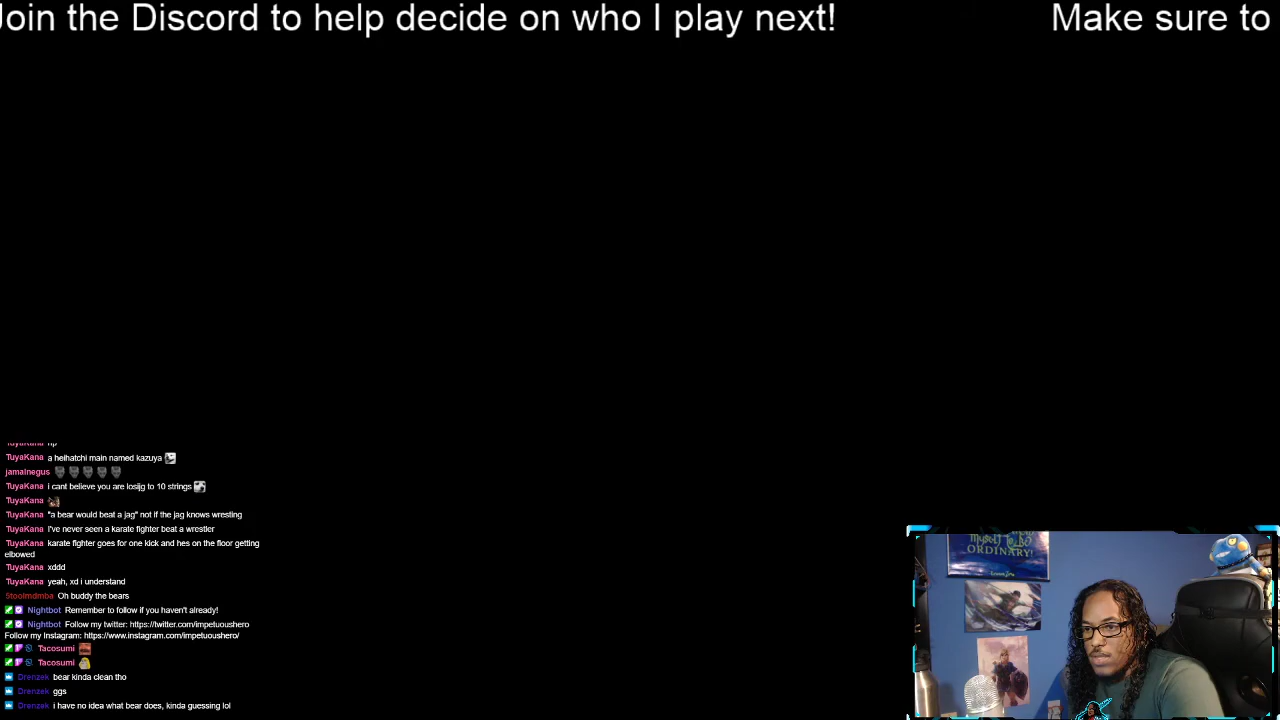 Join the Discord to help decide on who I play next! Make sure to
TuyaKana np
TuyaKana a heihatchi main named kazuya
jamalnegus
TuyaKana i cant believe you are losijg to 10 strings
TuyaKana
TuyaKana "a bear would beat a jag" not if the jag knows wresting
TuyaKana I've never seen a karate fighter beat a wrestler
TuyaKana karate fighter goes for one kick and hes on the floor getting
elbowed
TuyaKana xddd
TuyaKana yeah, xd i understand
5toolmdmba Oh buddy the bears
Nightbot Remember to follow if you haven't already!
Nightbot Follow my twitter: https://twitter.com/impetuoushero
Follow my Instagram: https://www.instagram.com/impetuoushero/
Tacosumi
Tacosumi
Drenzek bear kinda clean tho
Drenzek ggs
Drenzek i have no idea what bear does, kinda guessing lol
ORDINARY!